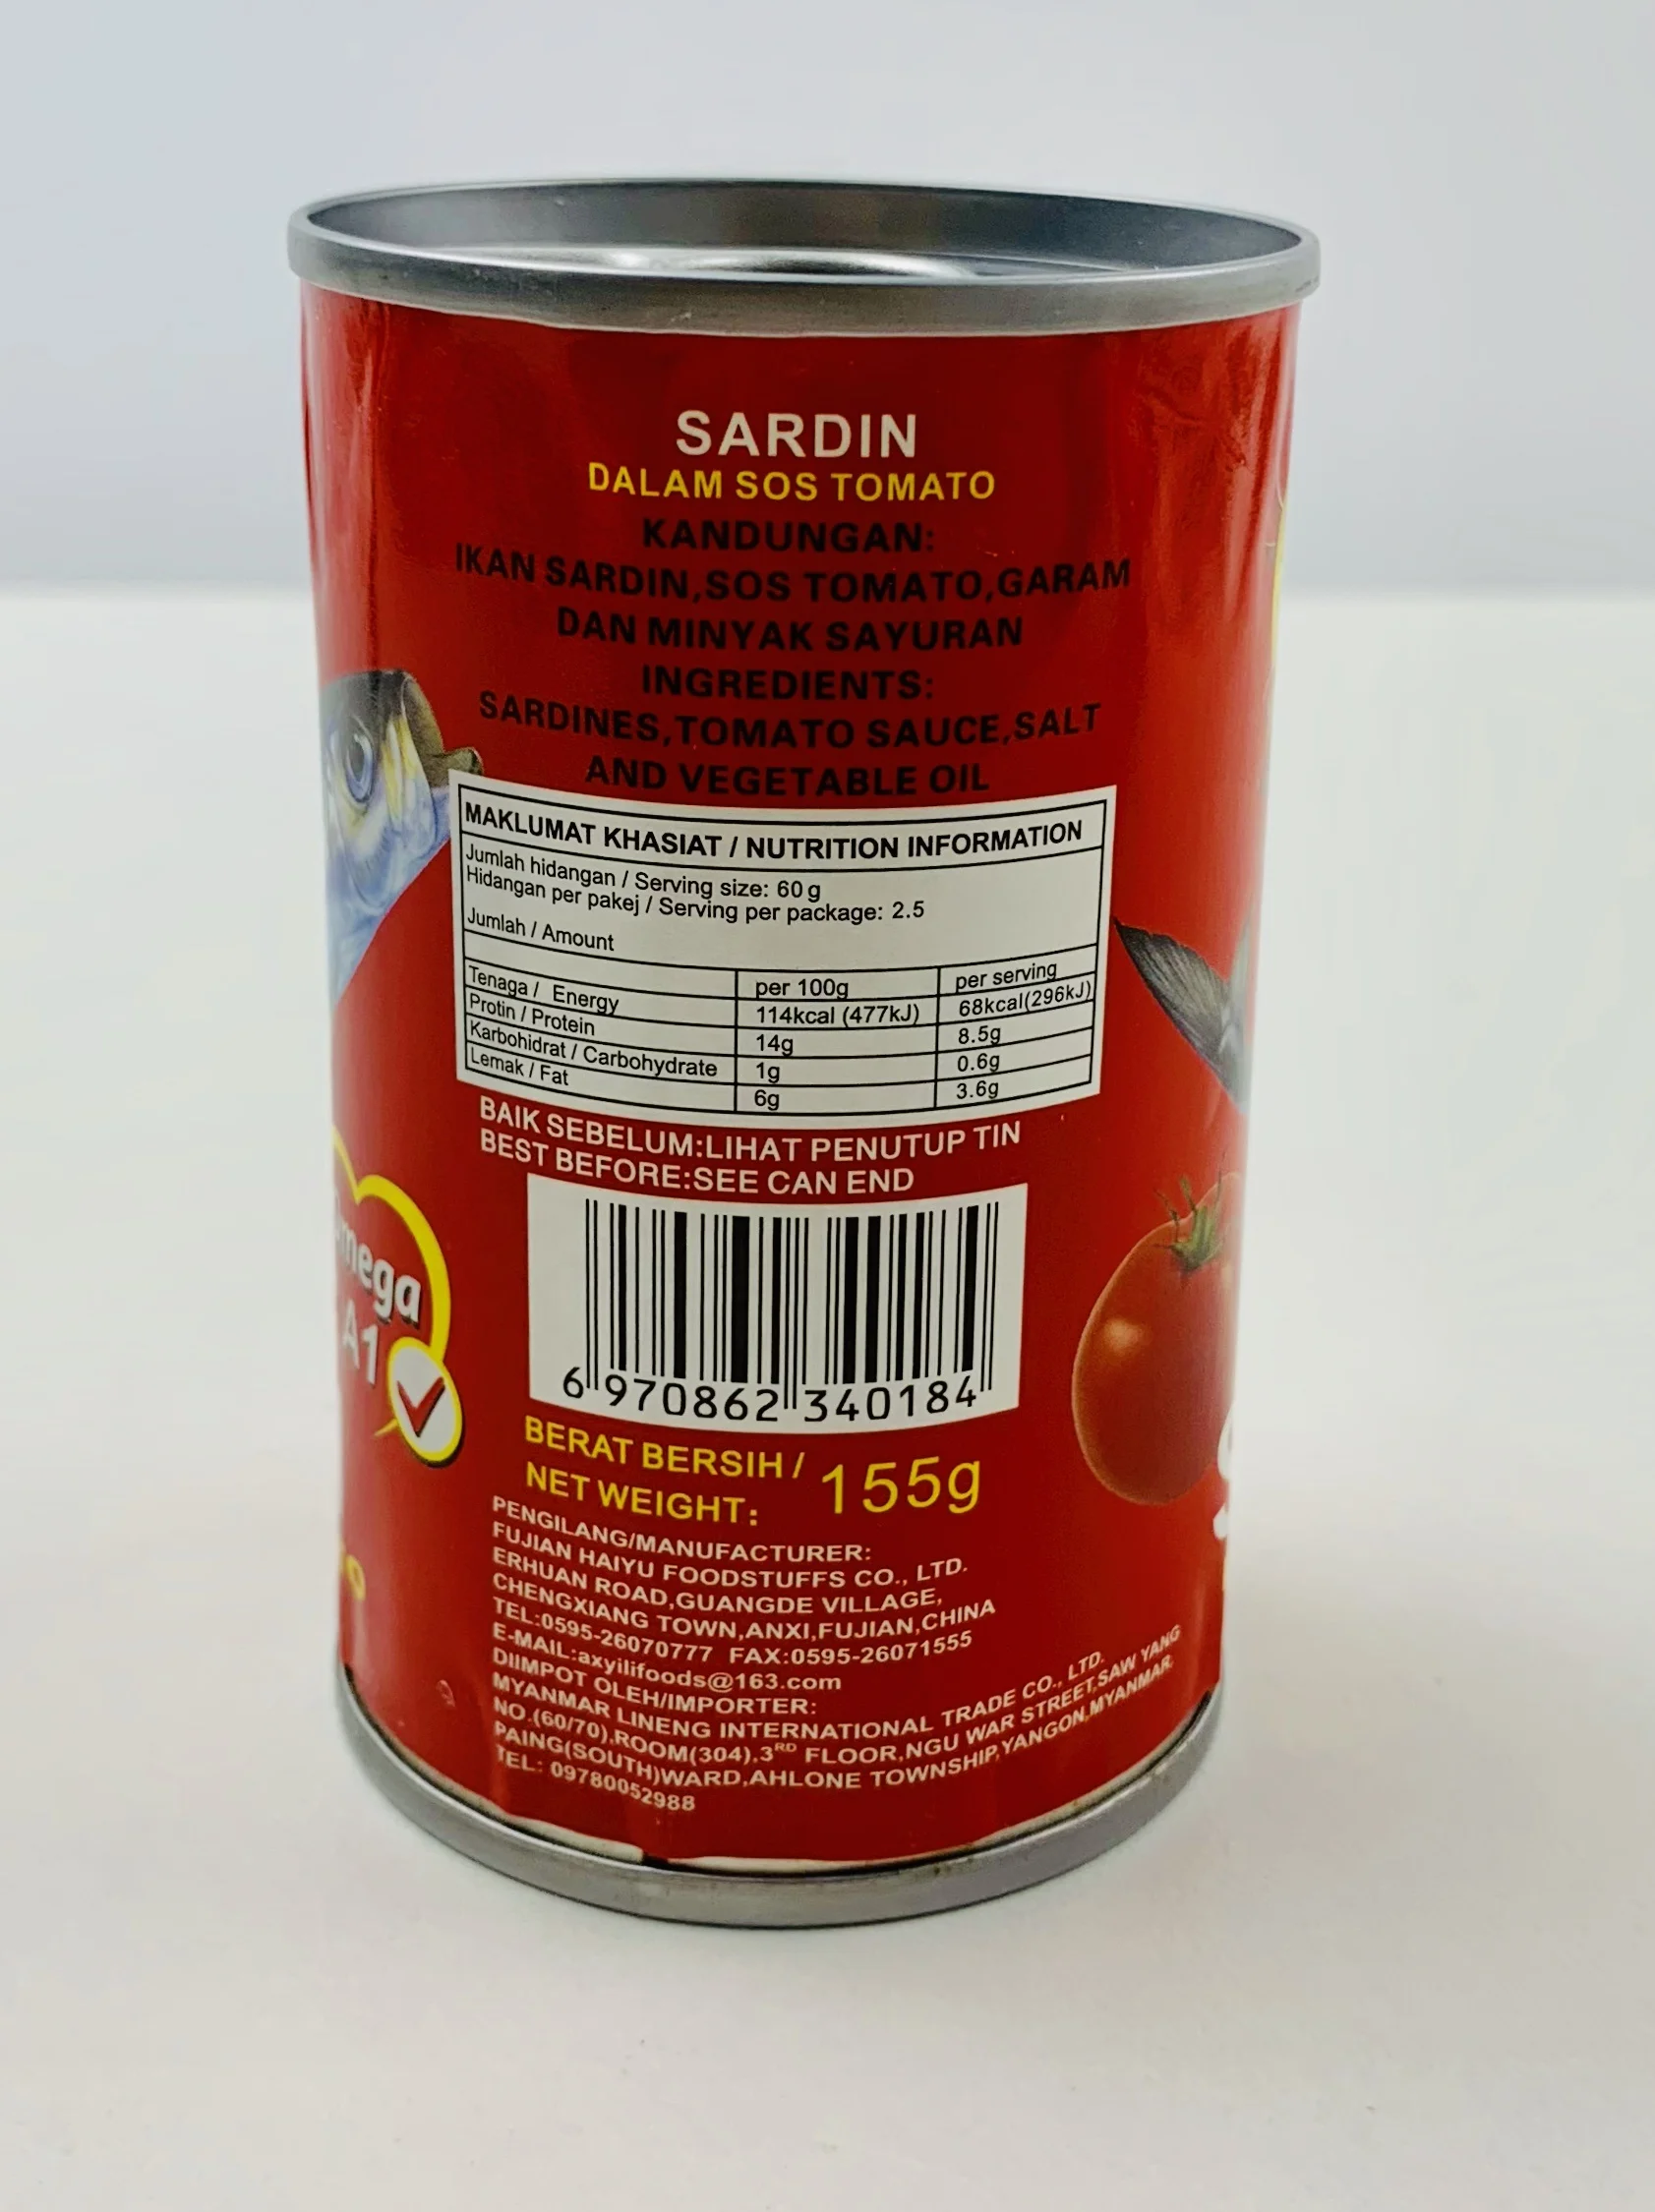 SARDIN
DALAM SOS TOMATO
KANDUNGAN:
IKAN SARDIN,SOS TOMATO,GARAM
DAN MINYAK SAYURAN
INGREDIENTS:
SARDINES,TOMATO SAUCE,SALT
AND VEGETABLE OIL
MAKLUMAT KHASIAT / NUTRITION INFORMATION
Jumlah hidangan / Serving size: 60 g
Hidangan per pakej / Serving per package: 2.5
Jumlah / Amount
per 100g per serving
Tenaga / Energy 114kcal (477kJ) 68kcal(296kJ)
Protin / Protein 14g 8.5g
Karbohidrat / Carbohydrate 1g 0.6g
Lemak / Fat 6g 3.6g
BAIK SEBELUM:LIHAT PENUTUP TIN
BEST BEFORE:SEE CAN END
6 970862 340184
mega
A1
BERAT BERSIH /
NET WEIGHT: 155g
PENGILANG/MANUFACTURER:
FUJIAN HAIYU FOODSTUFFS CO., LTD.
ERHUAN ROAD,GUANGDE VILLAGE,
CHENGXIANG TOWN,ANXI,FUJIAN,CHINA
TEL:0595-26070777 FAX:0595-26071555
E-MAIL:axyilifoods@163.com
DIIMPOT OLEH/IMPORTER:
MYANMAR LINENG INTERNATIONAL TRADE CO., LTD.
NO.(60/70),ROOM(304),3RD FLOOR,NGU WAR STREET,SAW YANG
PAING(SOUTH)WARD,AHLONE TOWNSHIP,YANGON,MYANMAR.
TEL: 09780052988